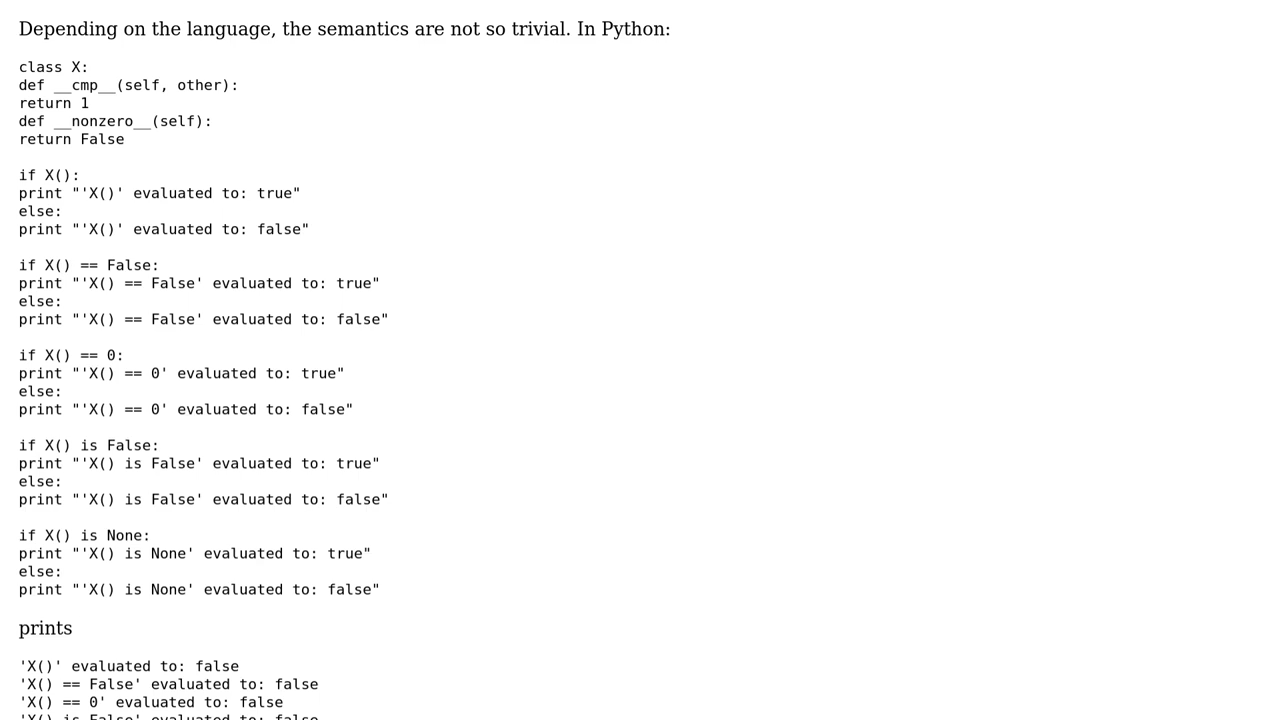 Depending on the language, the semantics are not so trivial. In Python:
class X:
def __cmp__(self, other):
return 1
def __nonzero__(self):
return False
if X():
print "'X()' evaluated to: true"
else:
print "'X()' evaluated to: false"
if X() == False:
print "'X() == False' evaluated to: true"
else:
print "'X() == False' evaluated to: false"
if X() == 0:
print "'X() == 0' evaluated to: true"
else:
print "'X() == 0' evaluated to: false"
if X() is False:
print "'X() is False' evaluated to: true"
else:
print "'X() is False' evaluated to: false"
if X() is None:
print "'X() is None' evaluated to: true"
else:
print "'X() is None' evaluated to: false"
prints
'X()' evaluated to: false
'X() == False' evaluated to: false
'X() == 0' evaluated to: false
'X() is False' evaluated to: false